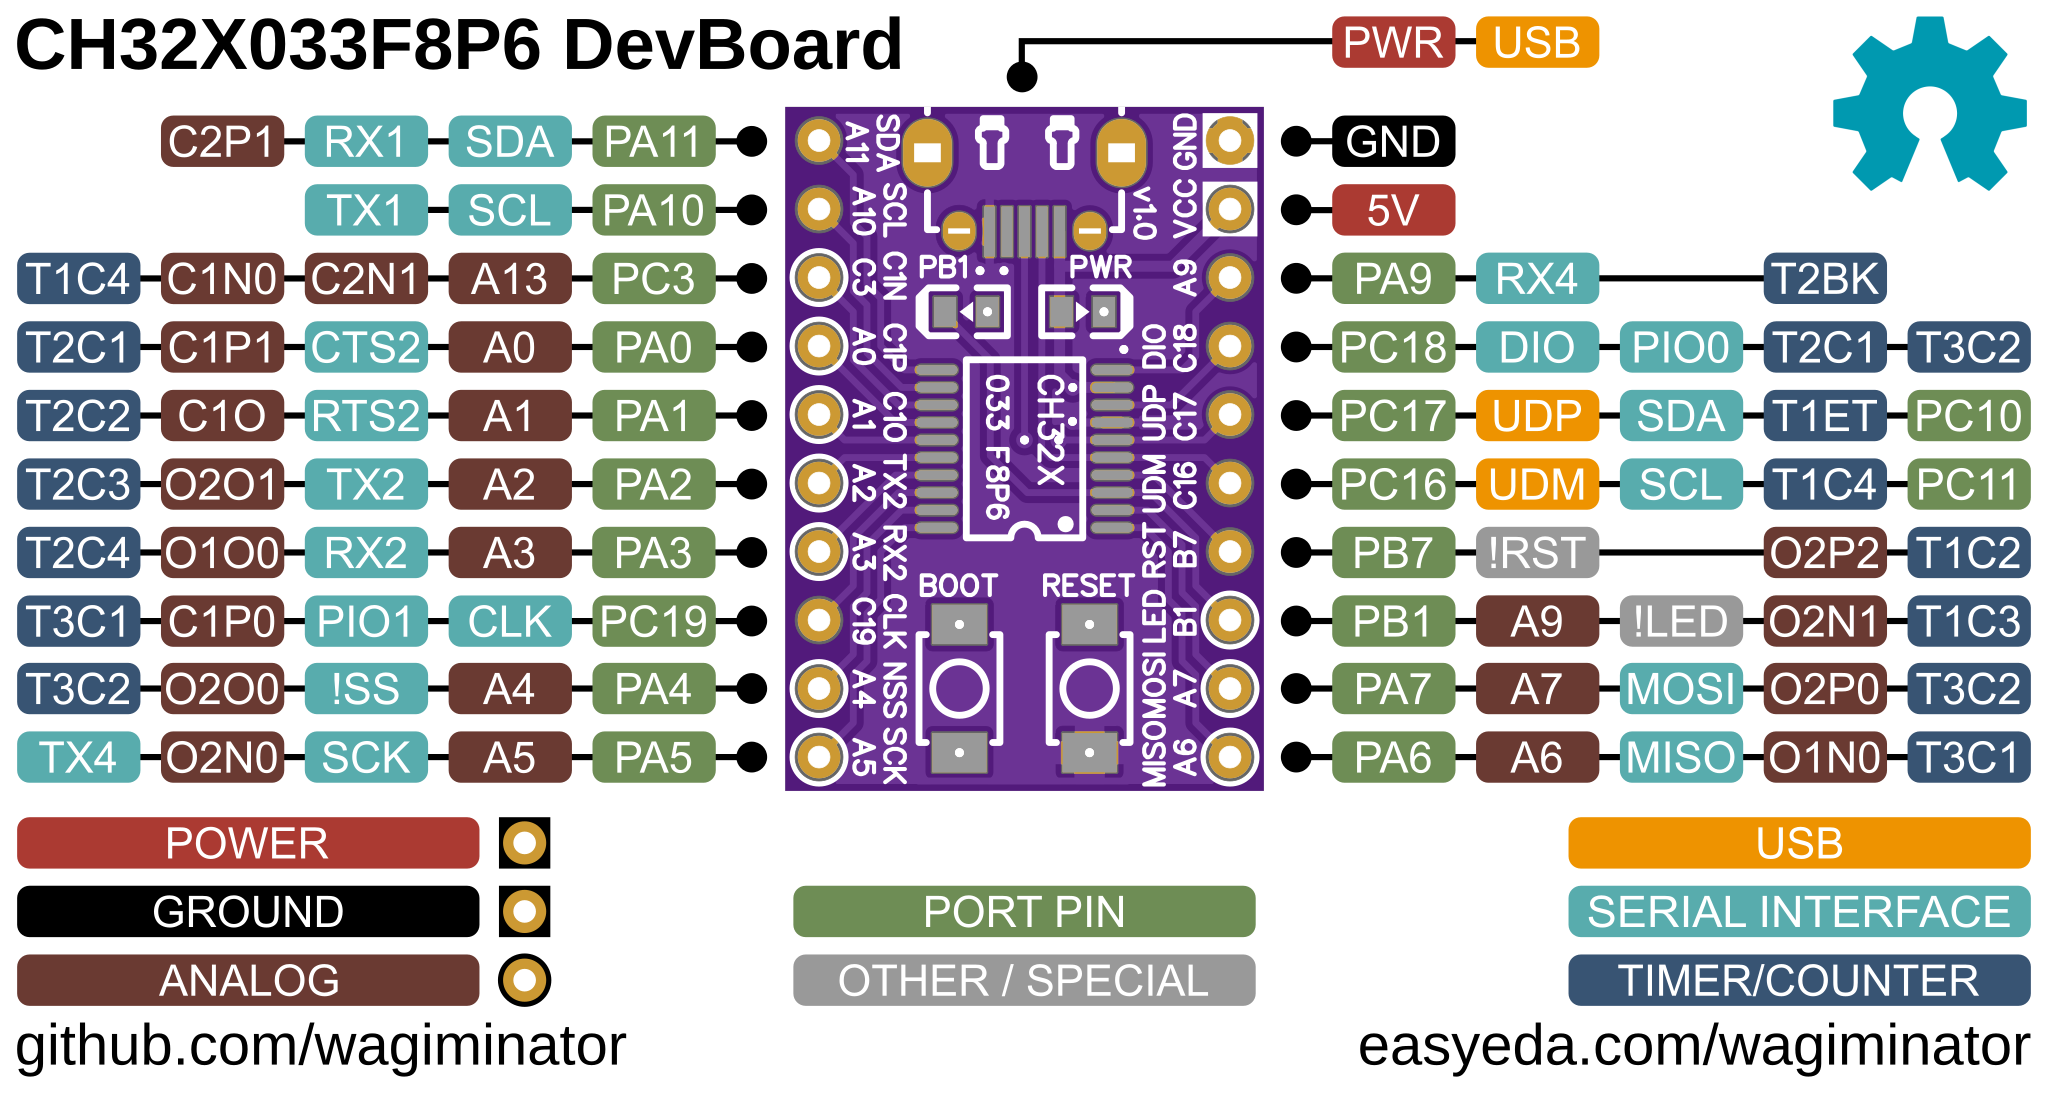 CH32X033F8P6 DevBoard
PWR USB
C2P1 RX1 SDA PA11
GND
TX1 SCL PA10
5V
T1C4 C1N0 C2N1 A13 PC3
PA9 RX4 T2BK
T2C1 C1P1 CTS2 A0 PA0
PC18 DIO PIO0 T2C1 T3C2
T2C2 C1O RTS2 A1 PA1
PC17 UDP SDA T1ET PC10
T2C3 O2O1 TX2 A2 PA2
PC16 UDM SCL T1C4 PC11
T2C4 O1O0 RX2 A3 PA3
PB7 !RST O2P2 T1C2
T3C1 C1P0 PIO1 CLK PC19
PB1 A9 !LED O2N1 T1C3
T3C2 O2O0 !SS A4 PA4
PA7 A7 MOSI O2P0 T3C2
TX4 O2N0 SCK A5 PA5
PA6 A6 MISO O1N0 T3C1
A11 A10 C3 A0 A1 A2 A3 C19 A4 A5
SDA SCL C1N C1P C1O TX2 RX2 CLK NSS SCK
PB1 PWR
v1.0
CH32X
033 F8P6
BOOT RESET
MISO MOSI LED RST UDM UDP DIO
A6 A7 B1 B7 C16 C17 C18 A9 VCC GND
POWER
GROUND
ANALOG
PORT PIN
OTHER / SPECIAL
USB
SERIAL INTERFACE
TIMER/COUNTER
github.com/wagiminator
easyeda.com/wagiminator